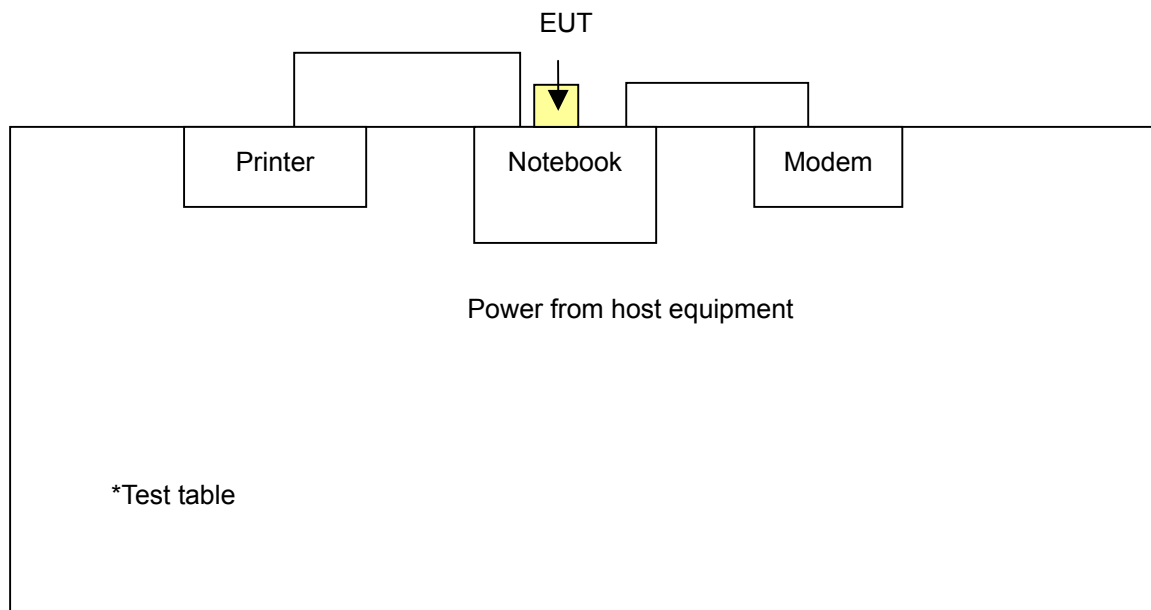 EUT
Printer
Notebook
Modem
Power from host equipment
*Test table